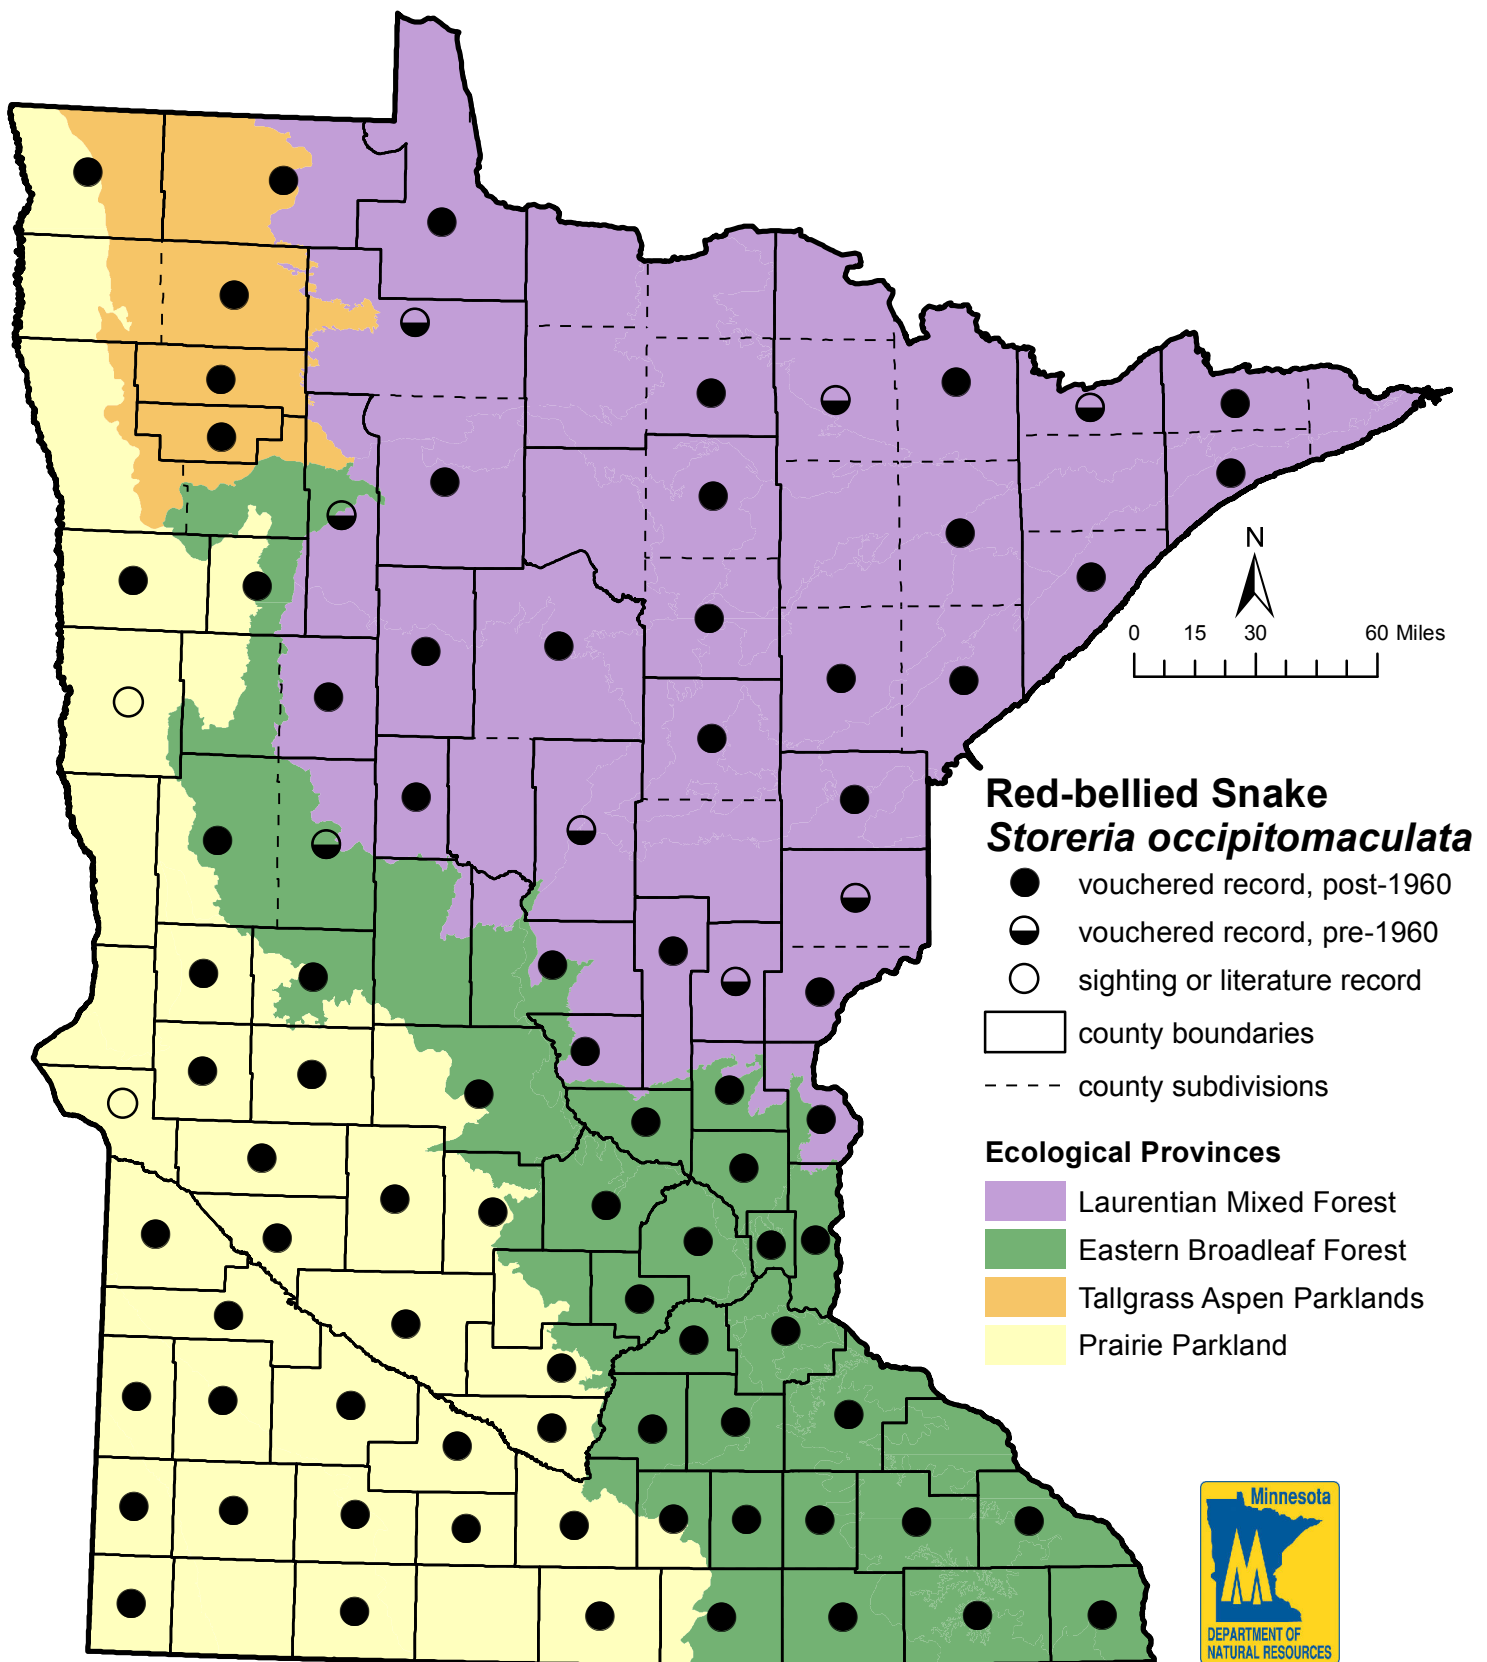 N
0 15 30 60 Miles
Red-bellied Snake
Storeria occipitomaculata
vouchered record, post-1960
vouchered record, pre-1960
sighting or literature record
county boundaries
county subdivisions
Ecological Provinces
Laurentian Mixed Forest
Eastern Broadleaf Forest
Tallgrass Aspen Parklands
Prairie Parkland
Minnesota
DEPARTMENT OF
NATURAL RESOURCES